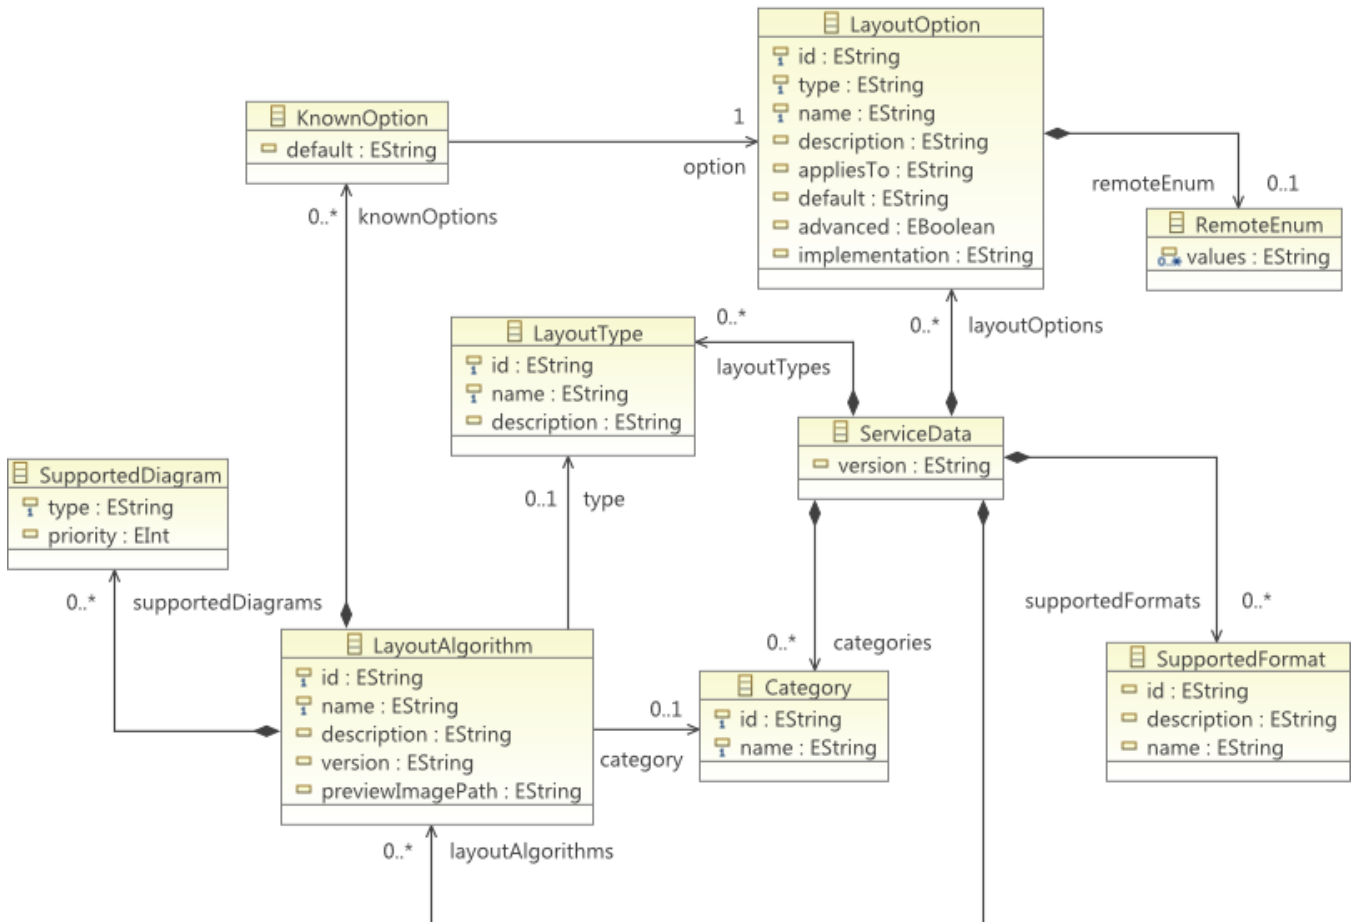 LayoutOption
id : EString
type : EString
name : EString
description : EString
appliesTo : EString
default : EString
advanced : EBoolean
implementation : EString
KnownOption
default : EString
1
option
remoteEnum 0..1
RemoteEnum
0..* values : EString
0..* knownOptions
0..* layoutOptions
LayoutType
id : EString
name : EString
description : EString
0..*
layoutTypes
ServiceData
version : EString
SupportedDiagram
type : EString
priority : EInt
0..1 type
0..* supportedDiagrams
LayoutAlgorithm
id : EString
name : EString
description : EString
version : EString
previewImagePath : EString
0..1
category
0..* categories
Category
id : EString
name : EString
supportedFormats 0..*
SupportedFormat
id : EString
description : EString
name : EString
0..* layoutAlgorithms